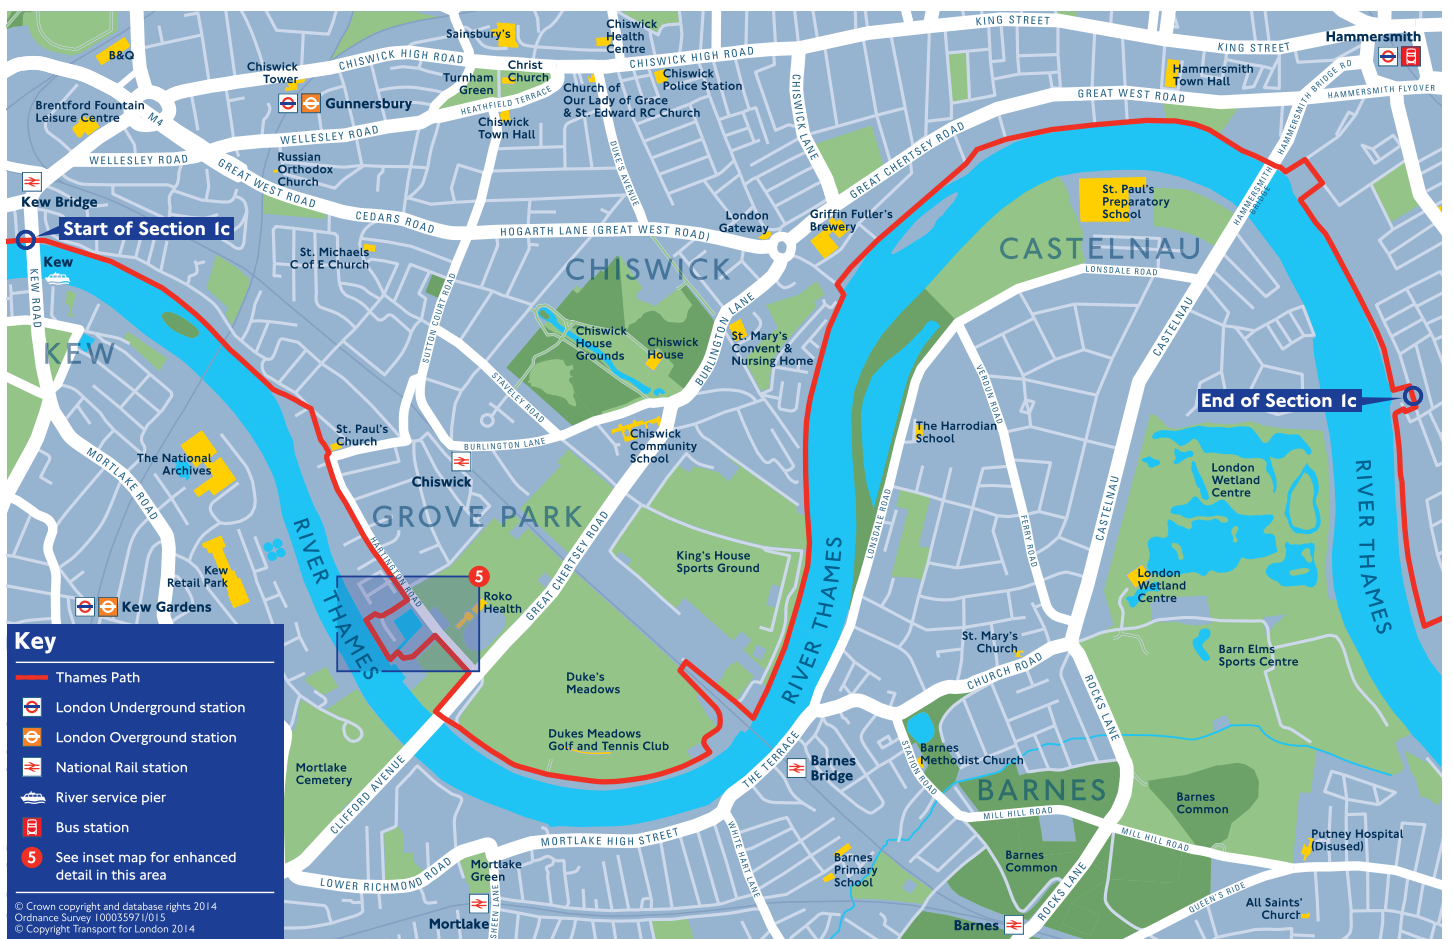 KING STREET
Chiswick
Health
Centre
Sainsbury's
KING STREET
Hammersmith
B&Q
CHISWICK HIGH ROAD
CHISWICK HIGH ROAD
Chiswick
Tower
Christ
Church
Turnham
Green
Chiswick
Police Station
Hammersmith
Town Hall
HAMMERSMITH BRIDGE RD
HAMMERSMITH FLYOVER
GREAT WEST ROAD
Gunnersbury
HEATHFIELD TERRACE
Church of
Our Lady of Grace
& St. Edward RC Church
CHISWICK LANE
Brentford Fountain
Leisure Centre
M4
Chiswick
Town Hall
WELLESLEY ROAD
WELLESLEY ROAD
GREAT WEST ROAD
Russian
Orthodox
Church
DUKE'S AVENUE
GREAT CHERTSEY ROAD
Kew Bridge
St. Paul's
Preparatory
School
HAMMERSMITH
BRIDGE
Start of Section 1c
CEDARS ROAD
HOGARTH LANE (GREAT WEST ROAD)
London
Gateway
Griffin Fuller's
Brewery
St. Michaels
C of E Church
CASTELNAU
Kew
KEW ROAD
CHISWICK
LONSDALE ROAD
SUTTON COURT ROAD
BURLINGTON LANE
CASTELNAU
KEW
Chiswick
House
Grounds
Chiswick
House
St. Mary's
Convent &
Nursing Home
STAVELEY ROAD
VERDUN ROAD
End of Section 1c
St. Paul's
Church
BURLINGTON LANE
Chiswick
Community
School
The Harrodian
School
MORTLAKE ROAD
The National
Archives
Chiswick
London
Wetland
Centre
RIVER THAMES
GROVE PARK
CASTELNAU
RIVER THAMES
HARTINGTON ROAD
GREAT CHERTSEY ROAD
LONSDALE ROAD
FERRY ROAD
King's House
Sports Ground
Kew
Retail Park
5
London
Wetland
Centre
Roko
Health
Kew Gardens
RIVER THAMES
St. Mary's
Church
Barn Elms
Sports Centre
CHURCH ROAD
Duke's
Meadows
ROCKS LANE
Dukes Meadows
Golf and Tennis Club
THE TERRACE
Barnes
Bridge
STATION ROAD
Barnes
Methodist Church
Mortlake
Cemetery
CLIFFORD AVENUE
BARNES
Barnes
Common
MILL HILL ROAD
MILL HILL ROAD
MORTLAKE HIGH STREET
WHITE HART LANE
Putney Hospital
(Disused)
Barnes
Primary
School
Barnes
Common
Mortlake
Green
LOWER RICHMOND ROAD
ROCKS LANE
QUEEN'S RIDE
All Saints'
Church
SHEEN LANE
Mortlake
Barnes
Key
Thames Path
London Underground station
London Overground station
National Rail station
River service pier
Bus station
5 See inset map for enhanced
detail in this area
© Crown copyright and database rights 2014
Ordnance Survey 100035971/015
© Copyright Transport for London 2014